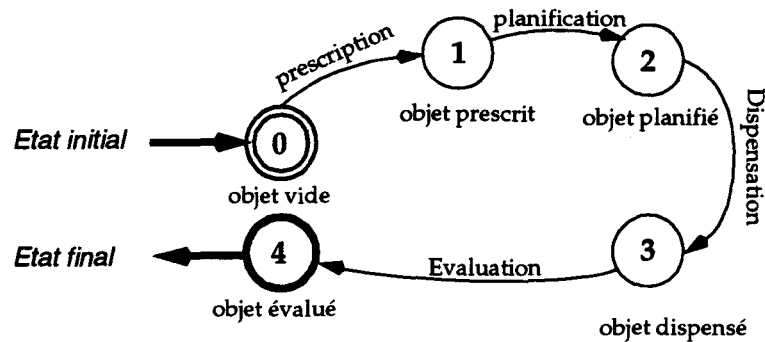 planification
prescription
1
2
objet prescrit
objet planifié
Dispensation
Etat initial
0
objet vide
Etat final
4
Evaluation
3
objet évalué
objet dispensé